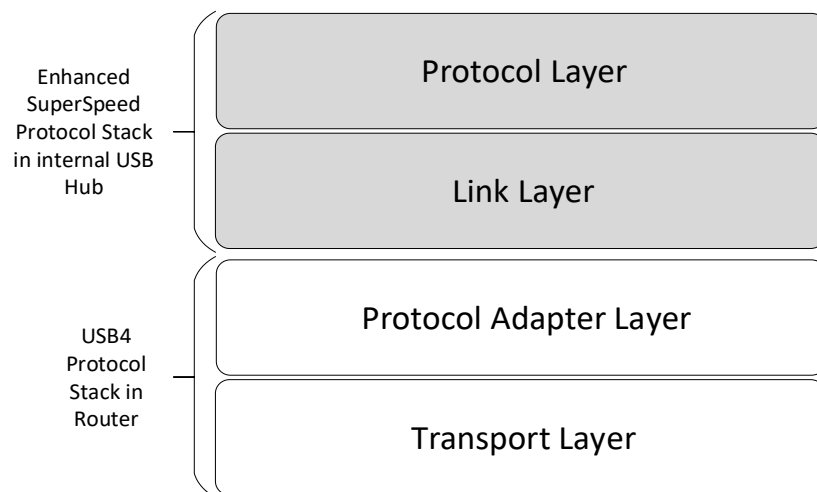 Enhanced
SuperSpeed
Protocol Stack
in internal USB
Hub
Protocol Layer
Link Layer
USB4
Protocol
Stack in
Router
Protocol Adapter Layer
Transport Layer